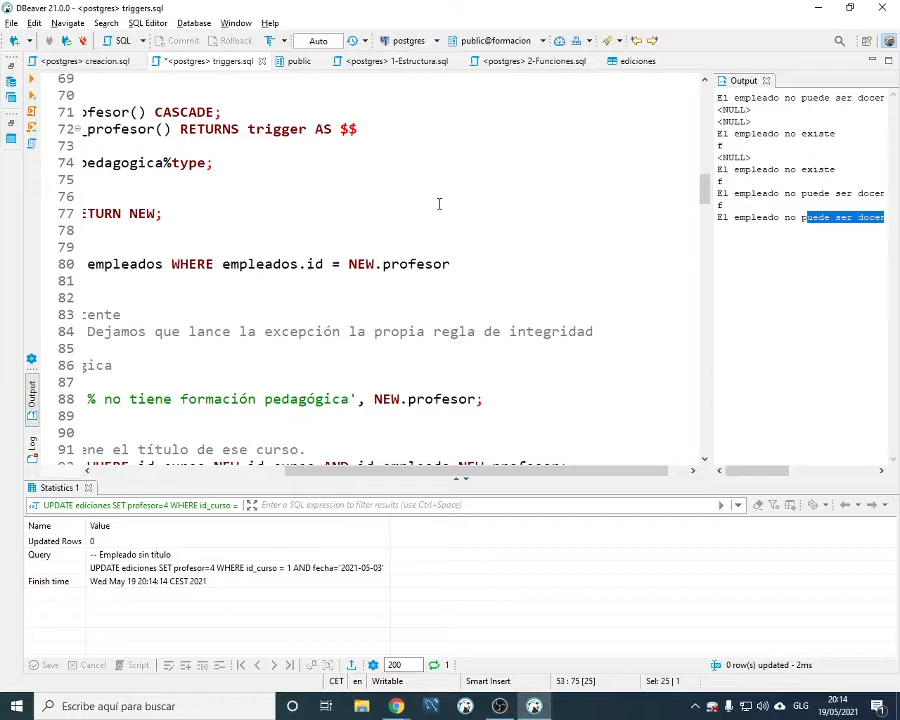 DBeaver 21.0.0 - <postgres> triggers.sql
File Edit Navigate Search SQL Editor Database Window Help
SQL Commit Rollback Auto postgres public@formacion
<postgres> creacion.sql *<postgres> triggers.sql public <postgres> 1-Estructura.sql <postgres> 2-Funciones.sql ediciones
69
70
71 ofesor() CASCADE;
72 _profesor() RETURNS trigger AS $$
73
74 pedagogica%type;
75
76
77 ETURN NEW;
78
79
80 empleados WHERE empleados.id = NEW.profesor
81
82
83 cente
84 Dejamos que lance la excepción la propia regla de integridad
85
86 gica
87
88 % no tiene formación pedagógica', NEW.profesor;
89
90
91 ene el título de ese curso.
Output
El empleado no puede ser docer
<NULL>
<NULL>
El empleado no existe
f
<NULL>
El empleado no existe
f
El empleado no puede ser docer
f
El empleado no puede ser docer
Output
Log
Statistics 1
UPDATE ediciones SET profesor=4 WHERE id_curso = Enter a SQL expression to filter results (use Ctrl+Space)
Name Value
Updated Rows 0
Query -- Empleado sin título
UPDATE ediciones SET profesor=4 WHERE id_curso = 1 AND fecha='2021-05-03'
Finish time Wed May 19 20:14:14 CEST 2021
Save Cancel Script 200 1 0 row(s) updated - 2ms
CET en Writable Smart Insert 53 : 75 [25] Sel: 25 | 1
Escribe aquí para buscar
GLG
20:14
19/05/2021
1